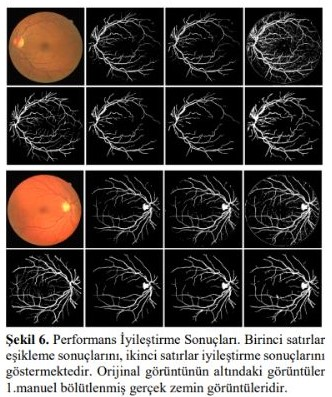 Şekil 6. Performans İyileştirme Sonuçları. Birinci satırlar
eşikleme sonuçlarını, ikinci satırlar iyileştirme sonuçlarını
göstermektedir. Orijinal görüntünün altındaki görüntüler
1.manuel bölütlenmiş gerçek zemin görüntüleridir.